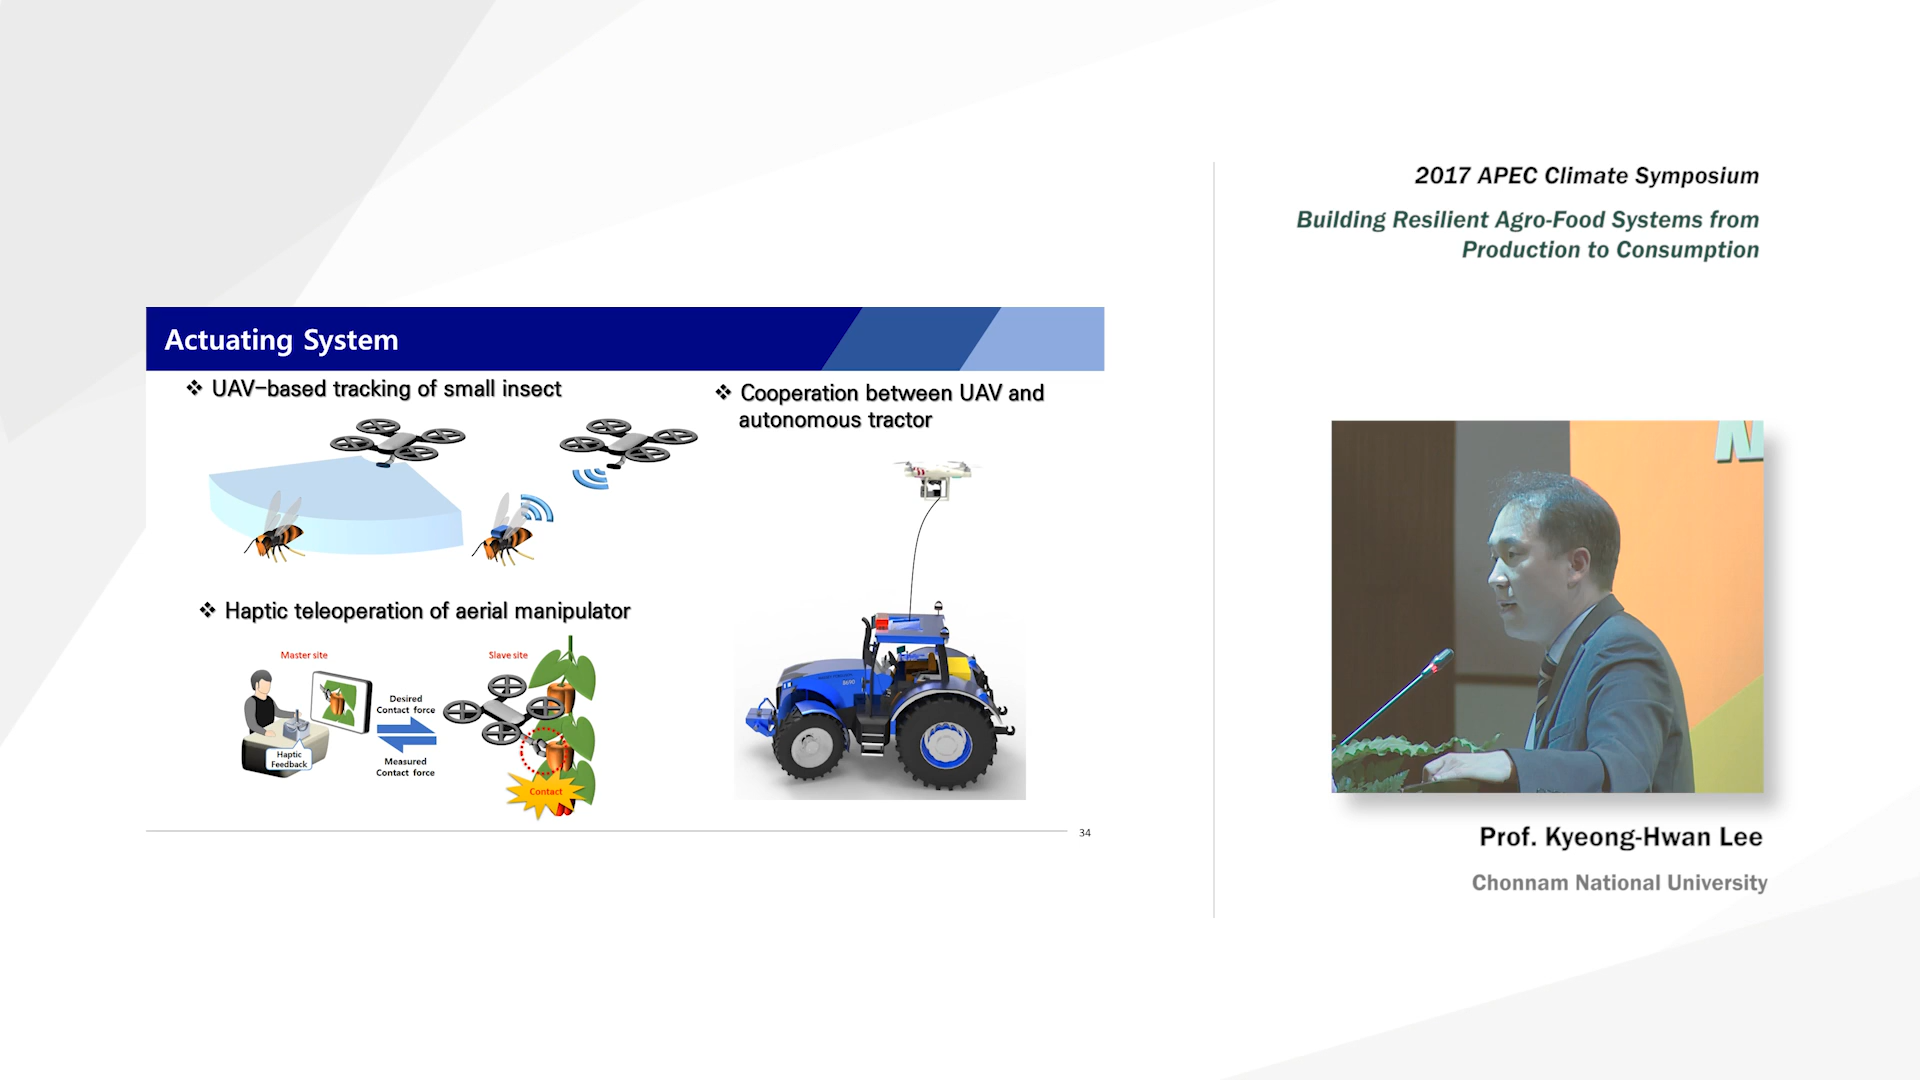 2017 APEC Climate Symposium
Building Resilient Agro-Food Systems from
Production to Consumption
Actuating System
❖ UAV-based tracking of small insect
❖ Cooperation between UAV and
autonomous tractor
❖ Haptic teleoperation of aerial manipulator
Master site
Slave site
Desired
Contact force
Haptic
Feedback
Measured
Contact force
Contact
34
Prof. Kyeong-Hwan Lee
Chonnam National University